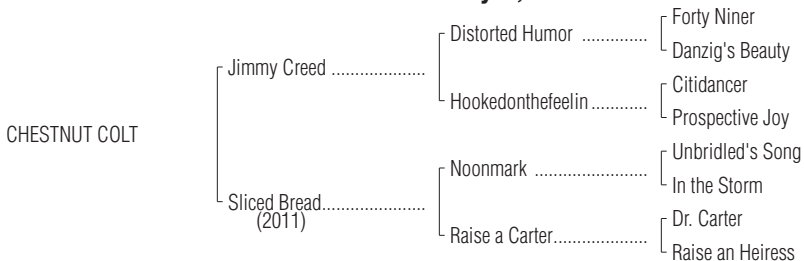 Forty Niner
Distorted Humor ..............
Danzig's Beauty
Jimmy Creed .....................
Citidancer
Hookedonthefeelin.............
Prospective Joy
CHESTNUT COLT
Unbridled's Song
Noonmark .........................
In the Storm
Sliced Bread.......................
(2011)
Dr. Carter
Raise a Carter.....................
Raise an Heiress